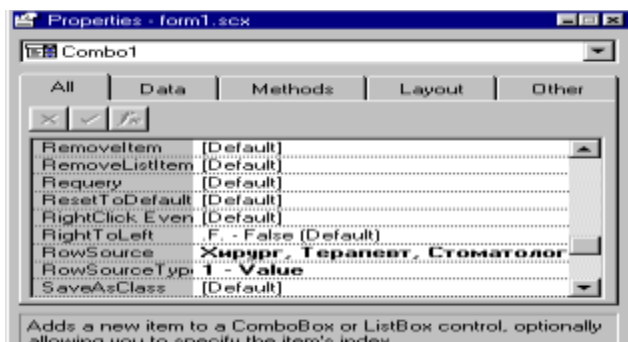 Properties - form1.scx
Combo1
All Data Methods Layout Other
RemoveItem [Default]
RemoveListItem [Default]
Requery [Default]
ResetToDefault [Default]
RightClick Even [Default]
RightToLeft .F. - False (Default)
RowSource Хирург, Терапевт, Стоматолог
RowSourceTyp 1 - Value
SaveAsClass [Default]
Adds a new item to a ComboBox or ListBox control, optionally
allowing you to specify the item's index.